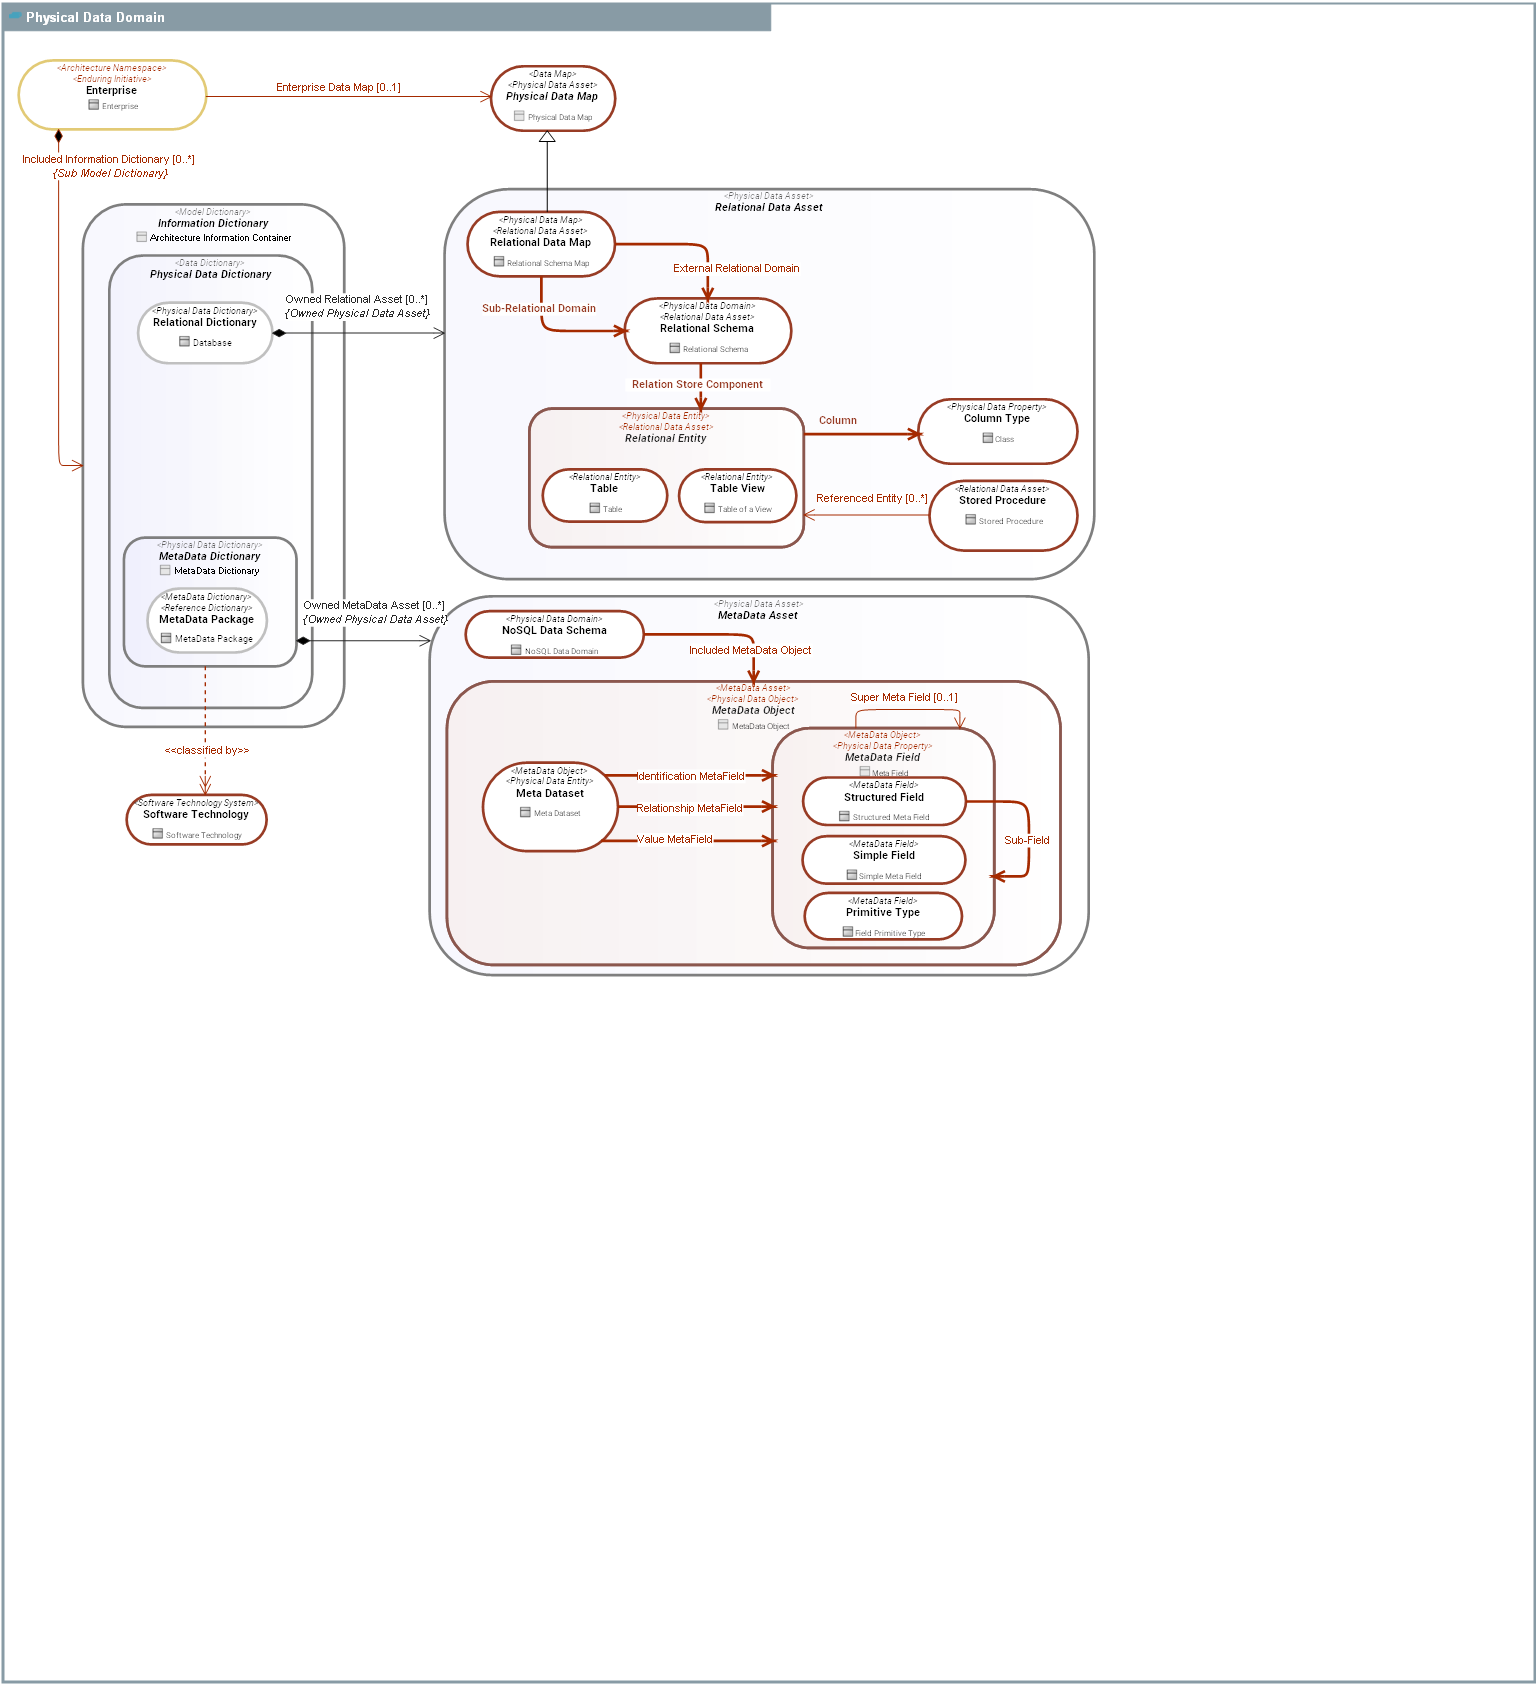 Physical Data Domain
<Architecture Namespace>
<Enduring Initiative>
Enterprise
Enterprise
Enterprise Data Map [0..1]
<Data Map>
<Physical Data Asset>
Physical Data Map
Physical Data Map
Included Information Dictionary [0..*]
{Sub Model Dictionary}
<Model Dictionary>
Information Dictionary
Architecture Information Container
<Data Dictionary>
Physical Data Dictionary
<Physical Data Dictionary>
Relational Dictionary
Database
Owned Relational Asset [0..*]
{Owned Physical Data Asset}
<Physical Data Asset>
Relational Data Asset
<Physical Data Map>
<Relational Data Asset>
Relational Data Map
Relational Schema Map
External Relational Domain
Sub-Relational Domain
<Physical Data Domain>
<Relational Data Asset>
Relational Schema
Relational Schema
Relation Store Component
<Physical Data Entity>
<Relational Data Asset>
Relational Entity
<Relational Entity>
Table
Table
<Relational Entity>
Table View
Table of a View
Column
<Physical Data Property>
Column Type
Class
Referenced Entity [0..*]
<Relational Data Asset>
Stored Procedure
Stored Procedure
<Physical Data Dictionary>
MetaData Dictionary
MetaData Dictionary
<MetaData Dictionary>
<Reference Dictionary>
MetaData Package
MetaData Package
Owned MetaData Asset [0..*]
{Owned Physical Data Asset}
<<classified by>>
<Software Technology System>
Software Technology
Software Technology
<Physical Data Asset>
MetaData Asset
<Physical Data Domain>
NoSQL Data Schema
NoSQL Data Domain
Included MetaData Object
<MetaData Asset>
<Physical Data Object>
MetaData Object
MetaData Object
Super Meta Field [0..1]
<MetaData Object>
<Physical Data Property>
MetaData Field
Meta Field
<MetaData Object>
<Physical Data Entity>
Meta Dataset
Meta Dataset
Identification MetaField
Relationship MetaField
Value MetaField
<MetaData Field>
Structured Field
Structured Meta Field
Sub-Field
<MetaData Field>
Simple Field
Simple Meta Field
<MetaData Field>
Primitive Type
Field Primitive Type